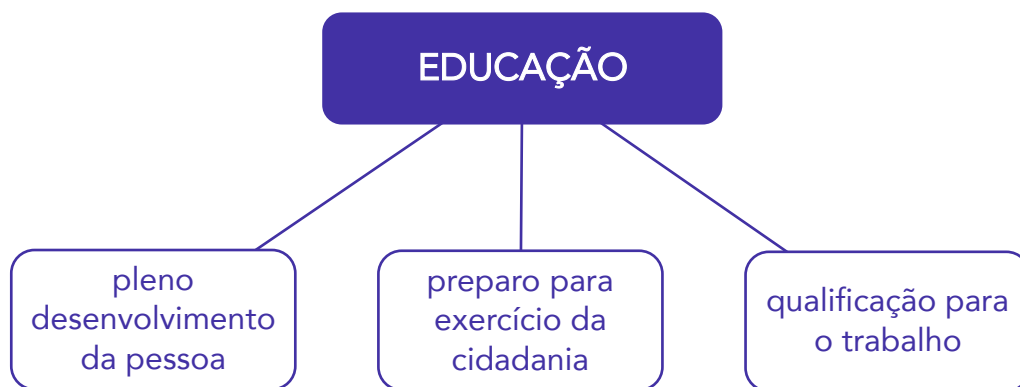 EDUCAÇÃO
pleno
desenvolvimento
da pessoa
preparo para
exercício da
cidadania
qualificação para
o trabalho